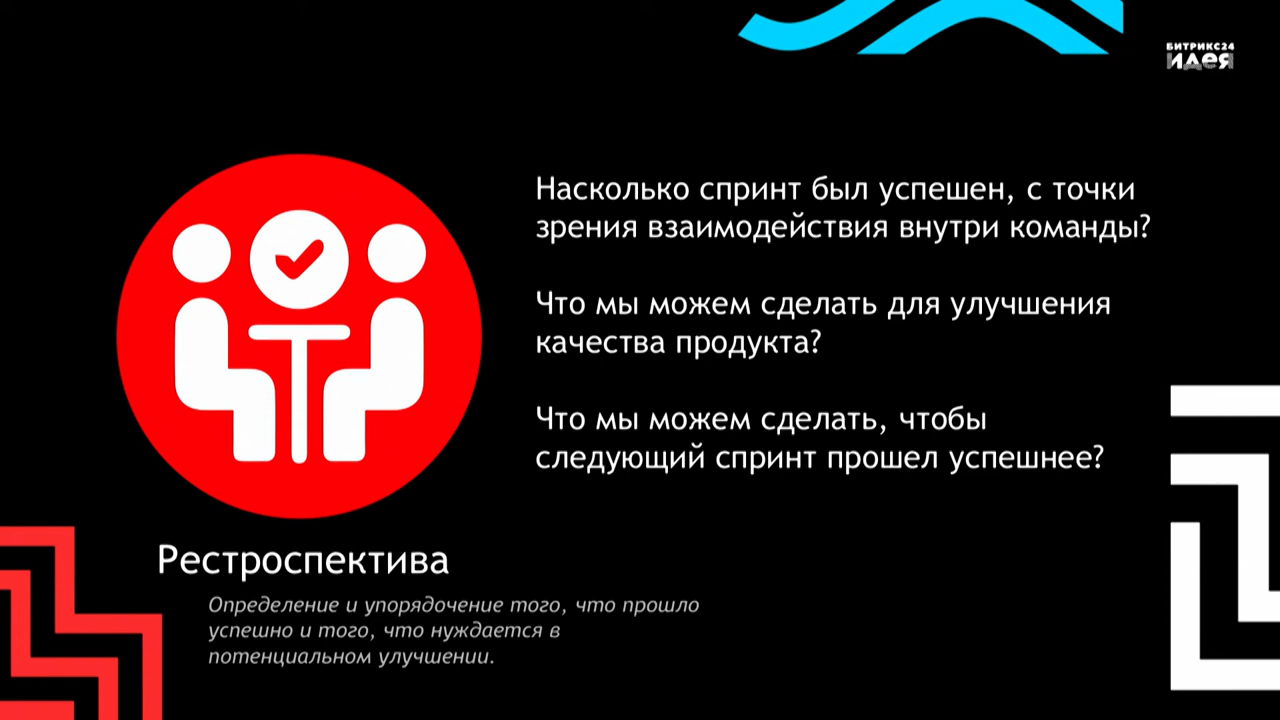 БИТРИКС24
идея
Насколько спринт был успешен, с точки
зрения взаимодействия внутри команды?
Что мы можем сделать для улучшения
качества продукта?
Что мы можем сделать, чтобы
следующий спринт прошел успешнее?
Рестроспектива
Определение и упорядочение того, что прошло
успешно и того, что нуждается в
потенциальном улучшении.